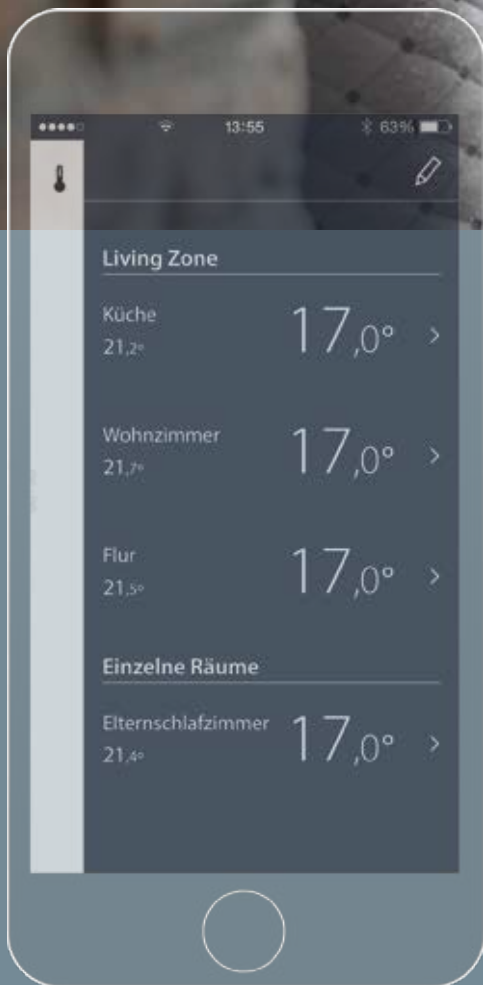 13:55 63%
Living Zone
Küche
21,2° 17,0°
Wohnzimmer
21,7° 17,0°
Flur
21,5° 17,0°
Einzelne Räume
Elternschlafzimmer
21,4° 17,0°